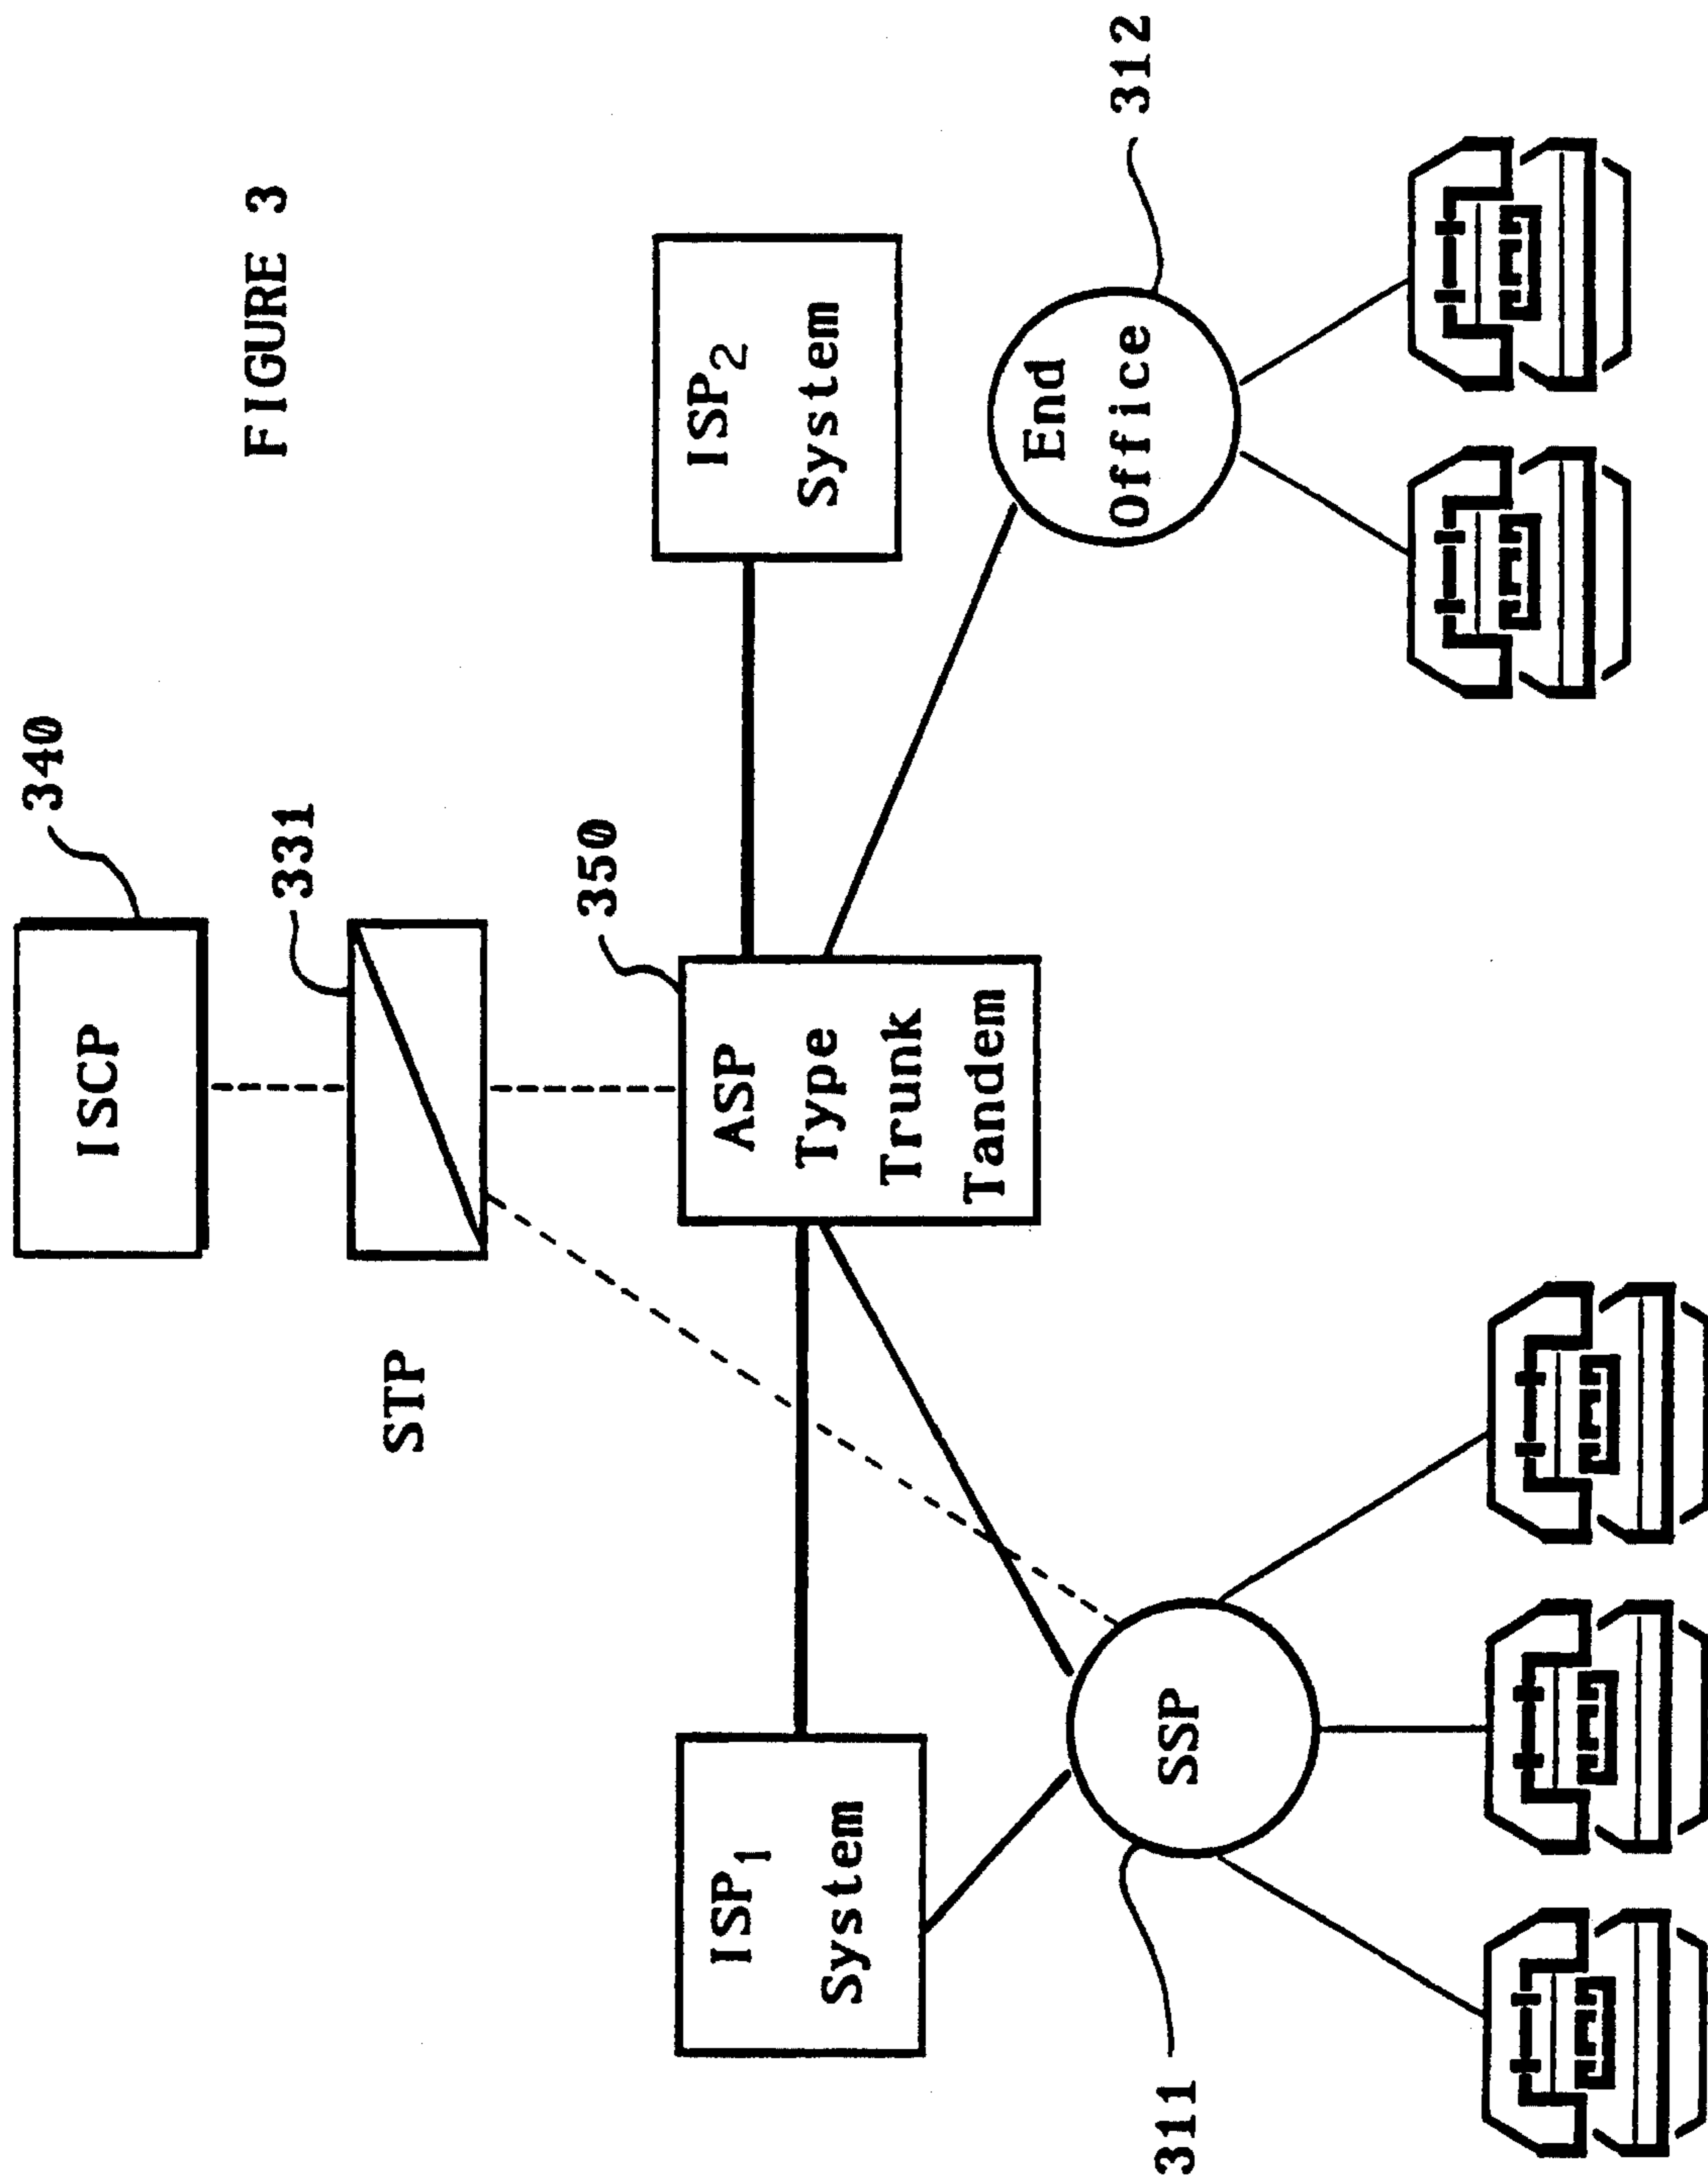 FIGURE 3
340
ISCP
331
STP
350
ASP
Type
Trunk
Tandem
ISP1
System
ISP2
System
SSP
311
End
Office
312